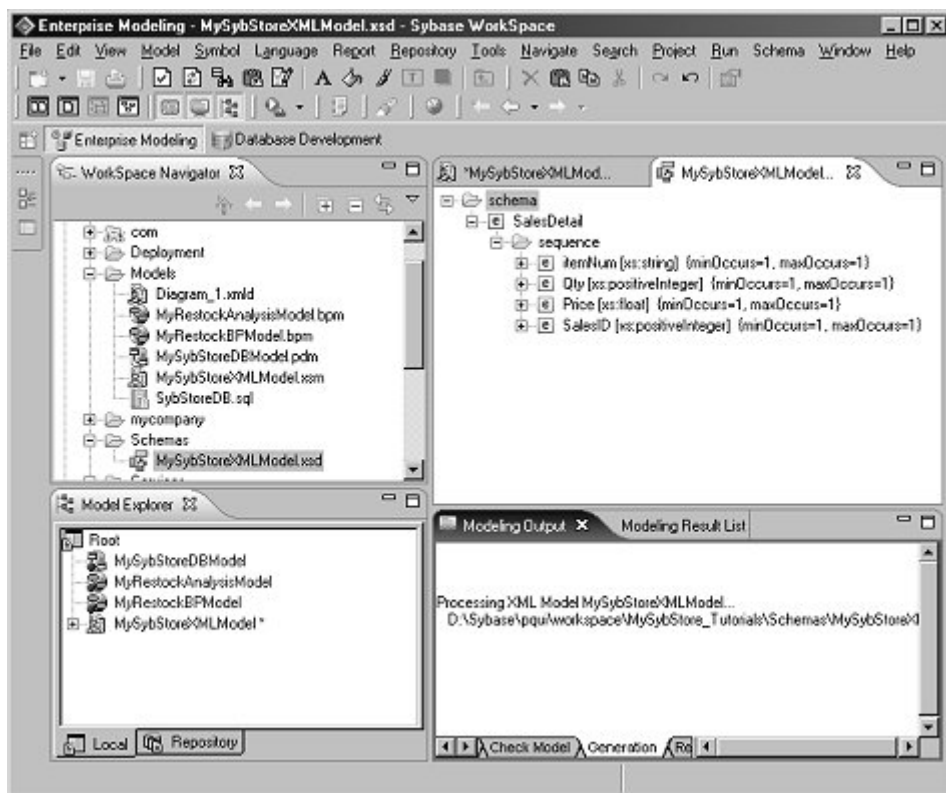 Enterprise Modeling - MySybStoreXMLModel.xsd - Sybase WorkSpace
File Edit View Model Symbol Language Report Repository Tools Navigate Search Project Run Schema Window Help
Enterprise Modeling Database Development
WorkSpace Navigator
com
Deployment
Models
Diagram_1.xmld
MyRestockAnalysisModel.bpm
MyRestockBPModel.bpm
MySybStoreDBModel.pdm
MySybStoreXMLModel.xsm
SybStoreDB.sql
mycompany
Schemas
MySybStoreXMLModel.xsd
*MySybStoreXMLMod... MySybStoreXMLModel...
schema
SalesDetail
sequence
itemNum [xs:string] {minOccurs=1, maxOccurs=1}
Qty [xs:positiveInteger] {minOccurs=1, maxOccurs=1}
Price [xs:float] {minOccurs=1, maxOccurs=1}
SalesID [xs:positiveInteger] {minOccurs=1, maxOccurs=1}
Model Explorer
Root
MySybStoreDBModel
MyRestockAnalysisModel
MyRestockBPModel
MySybStoreXMLModel *
Local Repository
Modeling Output Modeling Result List
Processing XML Model MySybStoreXMLModel...
D:\Sybase\pqui\workspace\MySybStore_Tutorials\Schemas\MySybStoreXI
Check Model Generation Re